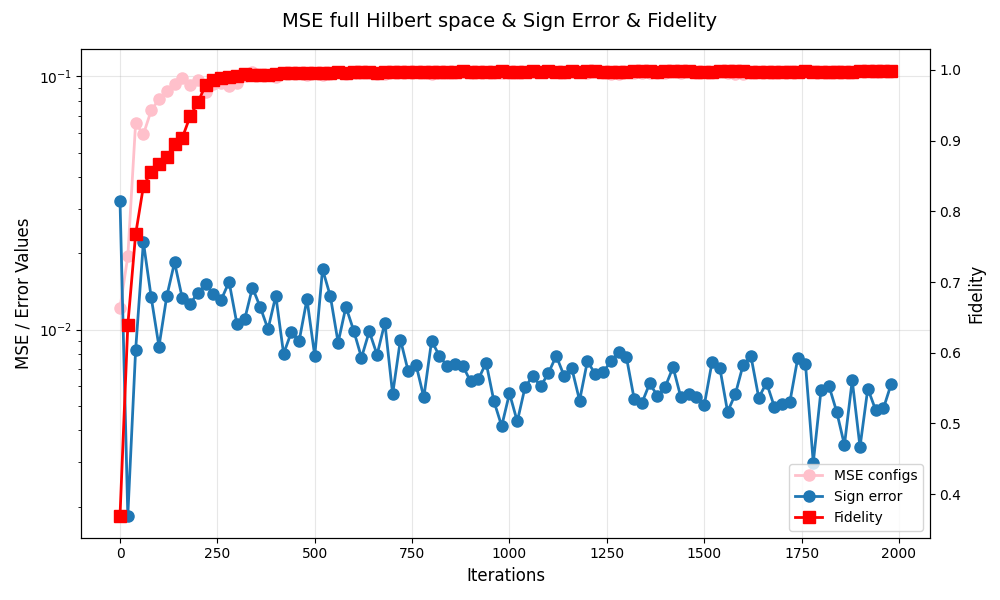 MSE full Hilbert space & Sign Error & Fidelity
MSE / Error Values
10⁻¹
10⁻²
1.0
0.9
0.8
0.7
0.6
0.5
0.4
Fidelity
MSE configs
Sign error
Fidelity
0 250 500 750 1000 1250 1500 1750 2000
Iterations